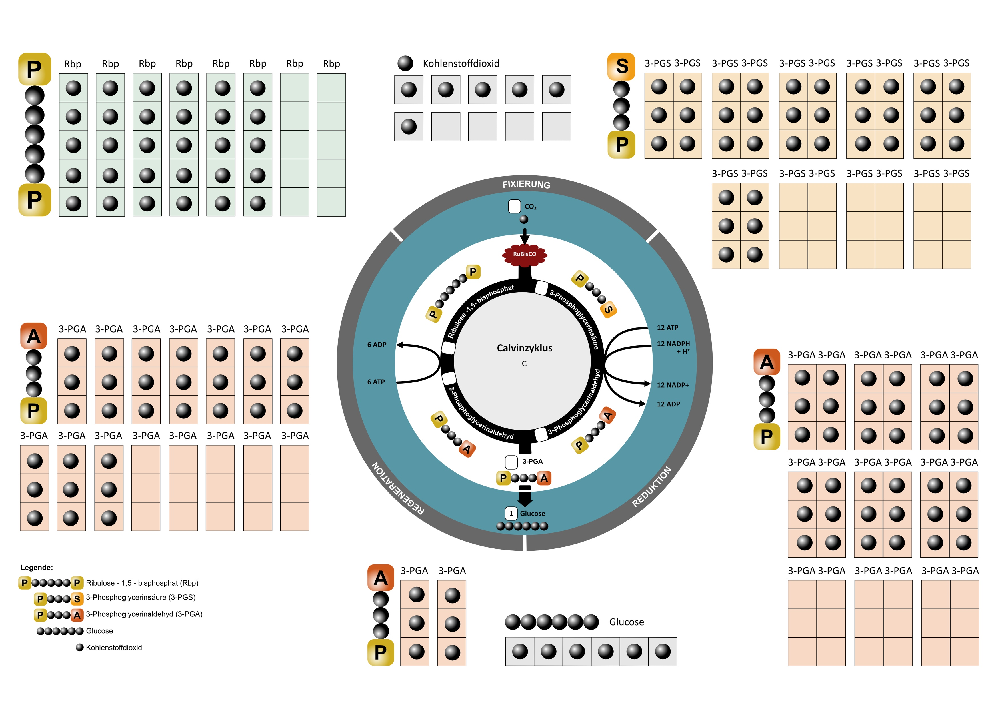 P
P
Rbp Rbp Rbp Rbp Rbp Rbp Rbp Rbp
Kohlenstoffdioxid
S
P
3-PGS 3-PGS 3-PGS 3-PGS 3-PGS 3-PGS 3-PGS 3-PGS 3-PGS 3-PGS
3-PGS 3-PGS 3-PGS 3-PGS 3-PGS 3-PGS 3-PGS 3-PGS
FIXIERUNG
CO₂
RuBisCO
P
P
Ribulose -1,5- bisphosphat
3-Phosphoglycerinsäure
P
S
12 ATP
12 NADPH
+ H⁺
12 NADP+
12 ADP
Calvinzyklus
6 ADP
6 ATP
3-Phosphoglycerinaldehyd
3-Phosphoglycerinaldehyd
P
A
A
P
3-PGA
P
A
1
Glucose
REGENERATION
REDUKTION
A
P
3-PGA 3-PGA 3-PGA 3-PGA 3-PGA 3-PGA 3-PGA
3-PGA 3-PGA 3-PGA 3-PGA 3-PGA 3-PGA 3-PGA 3-PGA
A
P
3-PGA 3-PGA 3-PGA 3-PGA 3-PGA 3-PGA
3-PGA 3-PGA 3-PGA 3-PGA 3-PGA 3-PGA
3-PGA 3-PGA 3-PGA 3-PGA 3-PGA 3-PGA
Legende:
P P Ribulose - 1,5 - bisphosphat (Rbp)
P S 3-Phosphoglycerinsäure (3-PGS)
P A 3-Phosphoglycerinaldehyd (3-PGA)
Glucose
Kohlenstoffdioxid
A
P
3-PGA 3-PGA
Glucose